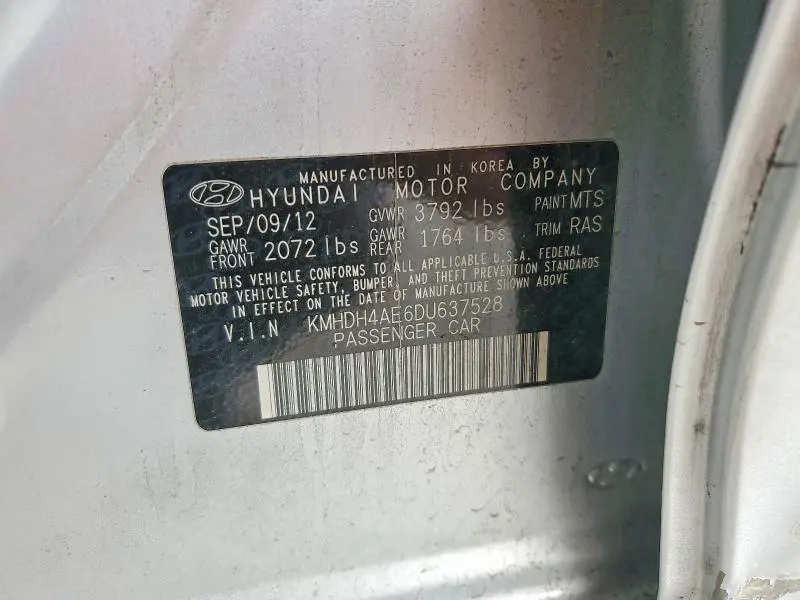 MANUFACTURED IN KOREA BY
HYUNDAI MOTOR COMPANY
SEP/09/12 GVWR 3792 lbs PAINT MTS
GAWR FRONT 2072 lbs GAWR REAR 1764 lbs TRIM RAS
THIS VEHICLE CONFORMS TO ALL APPLICABLE U.S.A. FEDERAL
MOTOR VEHICLE SAFETY, BUMPER, AND THEFT PREVENTION STANDARDS
IN EFFECT ON THE DATE OF MANUFACTURE SHOWN ABOVE
V.I.N KMHDH4AE6DU637528
PASSENGER CAR